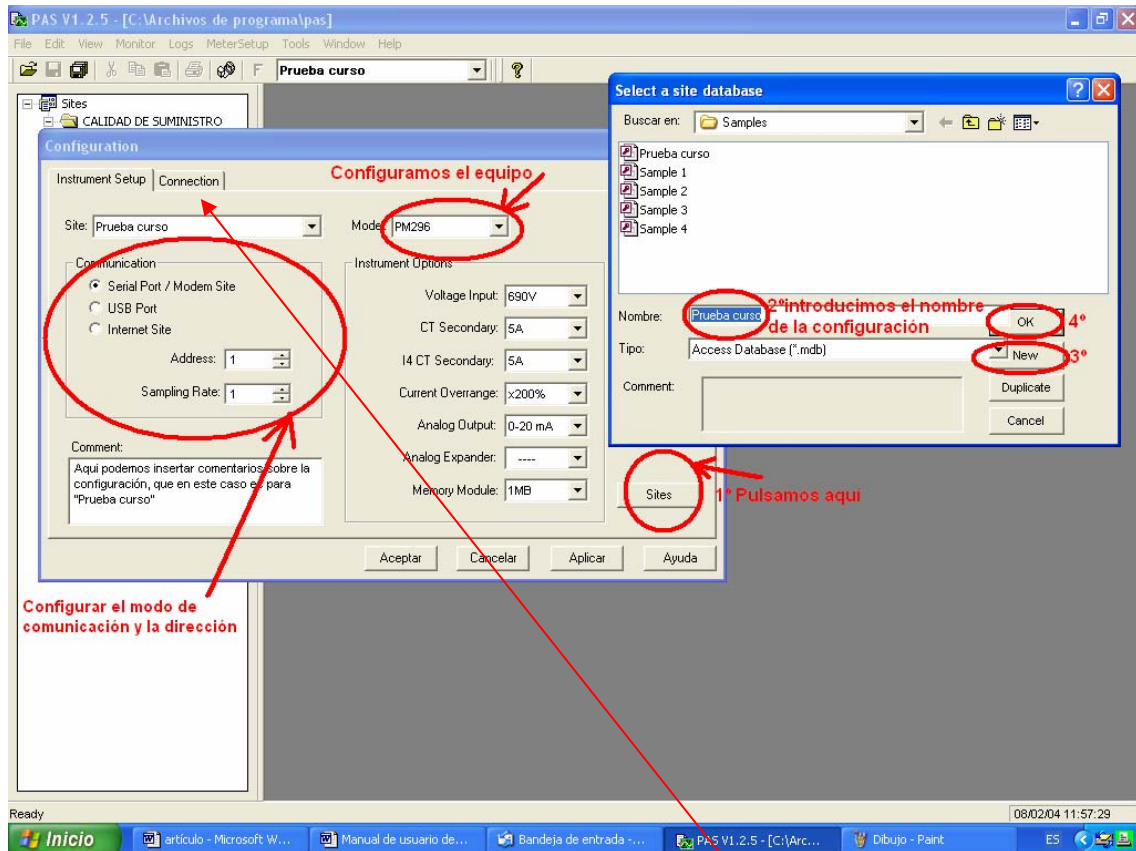 PAS V1.2.5 - [C:\Archivos de programa\pas]
File Edit View Monitor Logs MeterSetup Tools Window Help
F Prueba curso
Sites
CALIDAD DE SUMINISTRO
Configuration
Instrument Setup Connection
Configuramos el equipo
Site: Prueba curso
Model: PM296
Communication
Serial Port / Modem Site
USB Port
Internet Site
Address: 1
Sampling Rate: 1
Comment:
Aqui podemos insertar comentarios sobre la
configuración, que en este caso es para
"Prueba curso"
Instrument Options
Voltage Input: 690V
CT Secondary: 5A
I4 CT Secondary: 5A
Current Overrange: x200%
Analog Output: 0-20 mA
Analog Expander: ----
Memory Module: 1MB
Sites
1º Pulsamos aquí
Aceptar Cancelar Aplicar Ayuda
Configurar el modo de
comunicación y la dirección
Select a site database
Buscar en: Samples
Prueba curso
Sample 1
Sample 2
Sample 3
Sample 4
Nombre: Prueba curso
2ºintroducimos el nombre
de la configuración
OK 4º
Tipo: Access Database (*.mdb)
New 3º
Comment:
Duplicate
Cancel
Ready
08/02/04 11:57:29
Inicio artículo - Microsoft W... Manual de usuario de... Bandeja de entrada -... PAS V1.2.5 - [C:\Arc... Dibujo - Paint ES